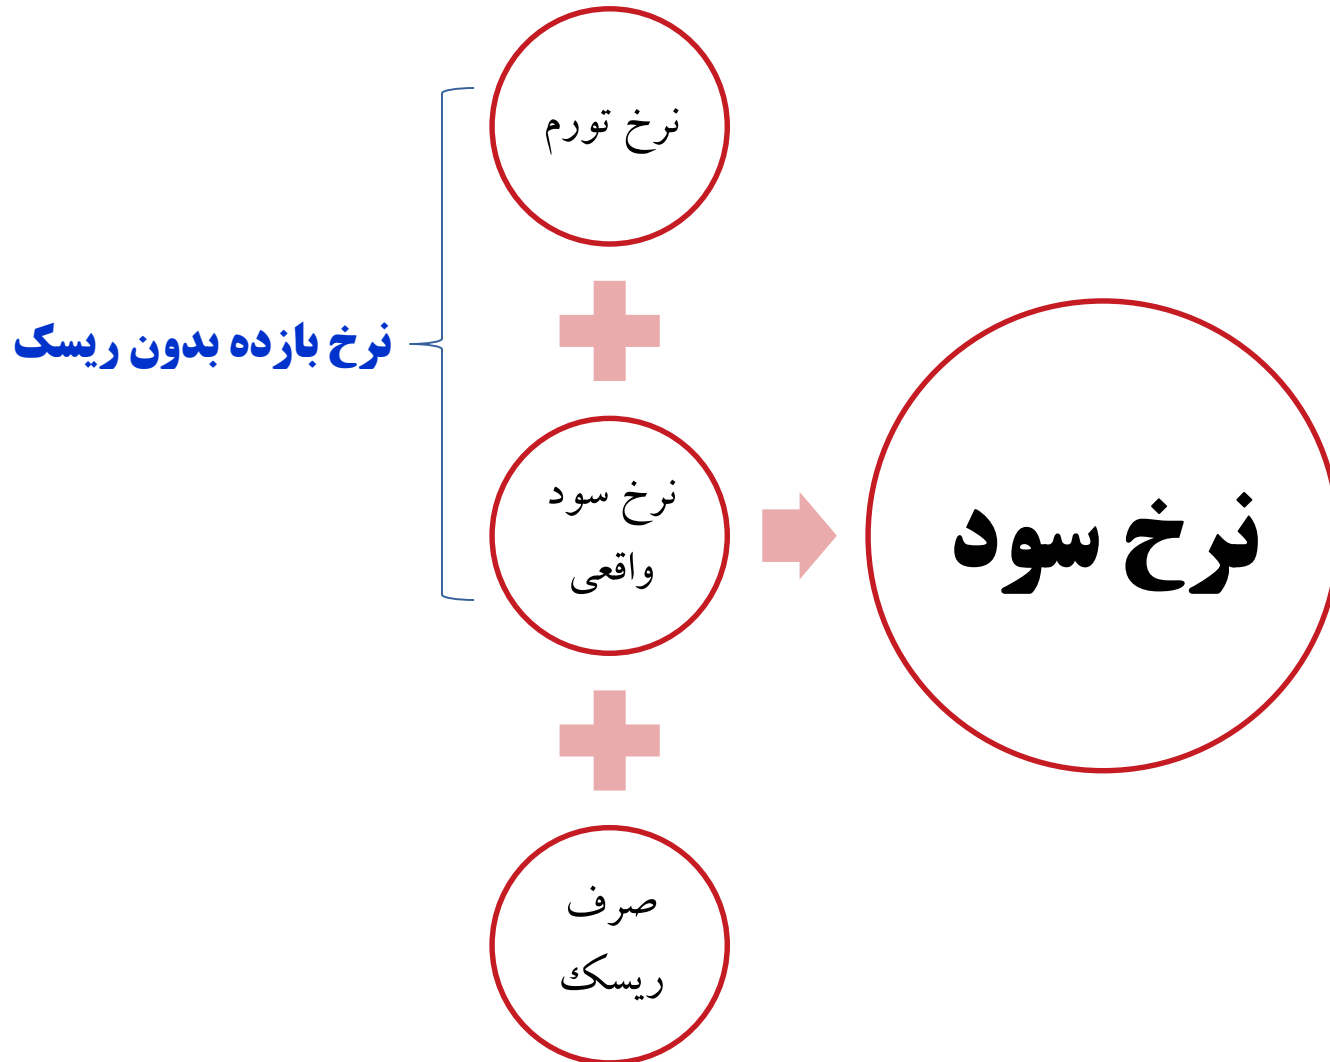 نرخ تورم
نرخ بازده بدون ریسک
نرخ سود
واقعی
نرخ سود
صرف
ریسک